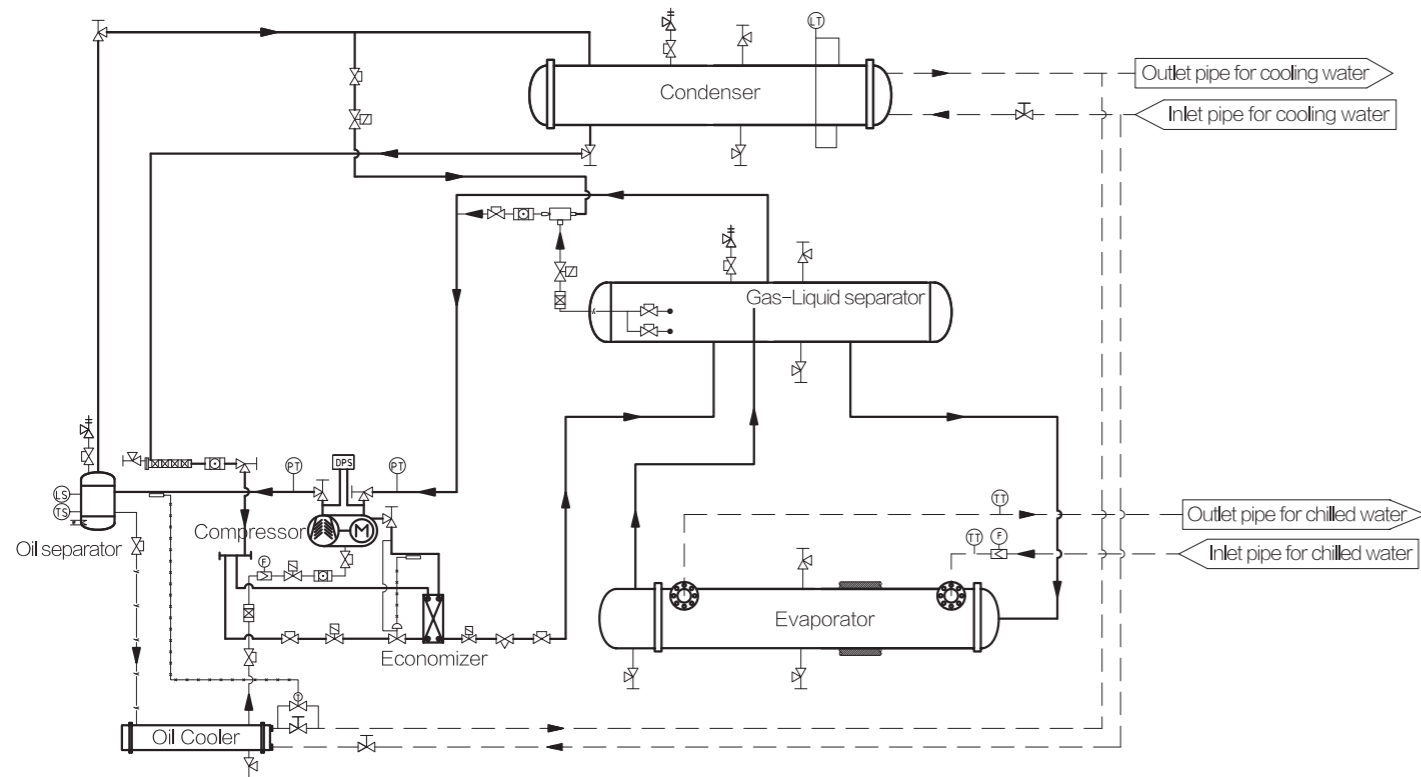 LT
Outlet pipe for cooling water
Condenser
Inlet pipe for cooling water
Gas-Liquid separator
PT
DPS
PT
LS
TS
Compressor
M
Oil separator
TT
Outlet pipe for chilled water
TT
F
Inlet pipe for chilled water
F
Evaporator
Economizer
T
Oil Cooler